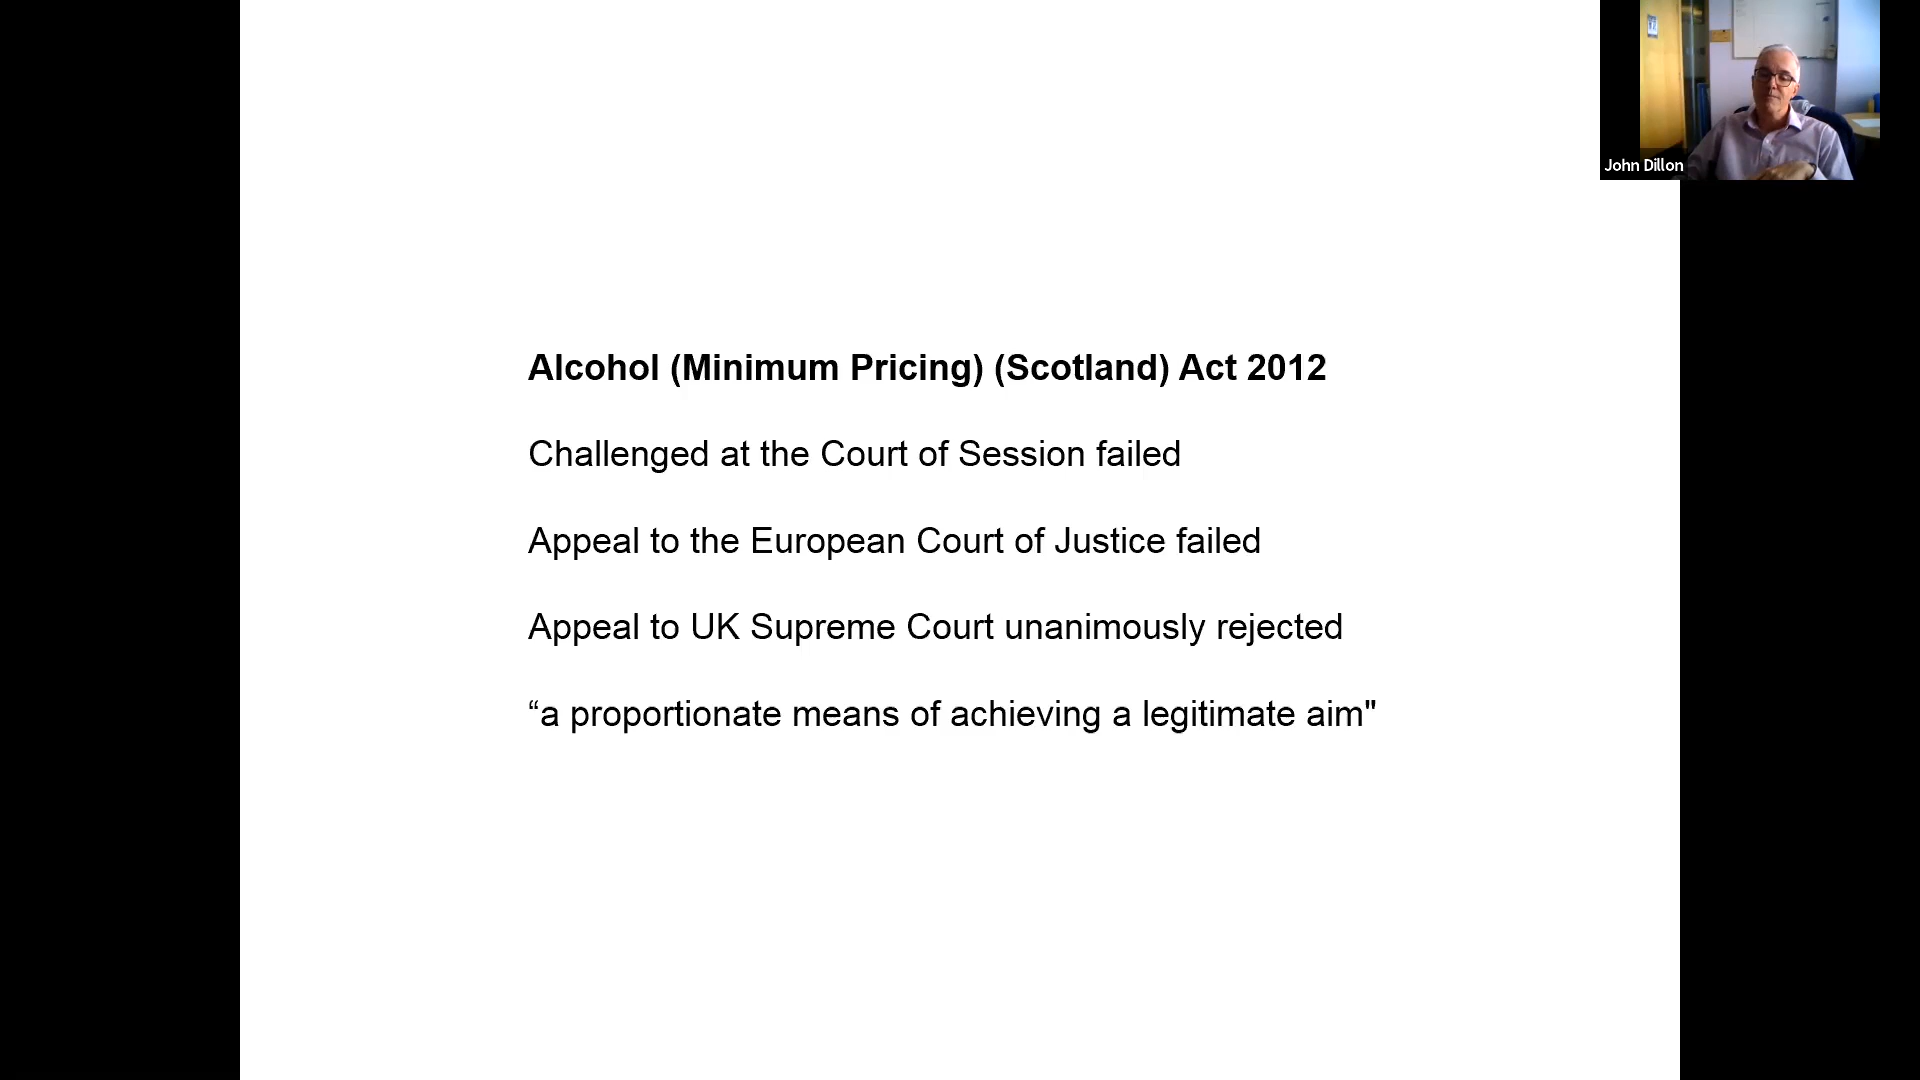 John Dillon
Alcohol (Minimum Pricing) (Scotland) Act 2012
Challenged at the Court of Session failed
Appeal to the European Court of Justice failed
Appeal to UK Supreme Court unanimously rejected
“a proportionate means of achieving a legitimate aim"